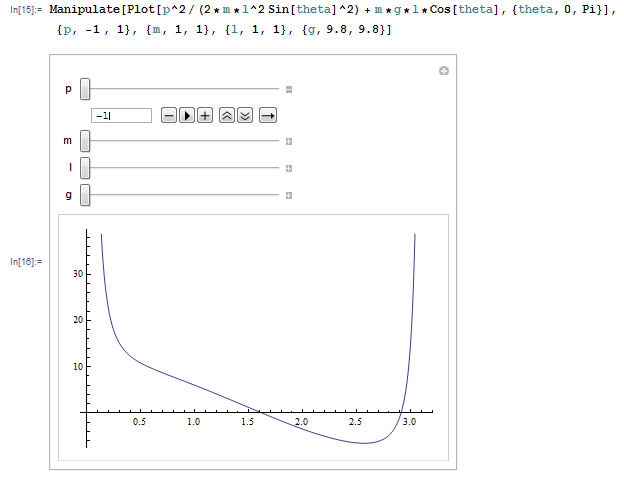 In[15]:= Manipulate[Plot[p^2/(2*m*l^2 Sin[theta]^2) + m*g*l*Cos[theta], {theta, 0, Pi}],
{p, -1 , 1}, {m, 1, 1}, {l, 1, 1}, {g, 9.8, 9.8}]
p
-1
m
l
g
In[16]:=
30
20
10
0.5 1.0 1.5 2.0 2.5 3.0